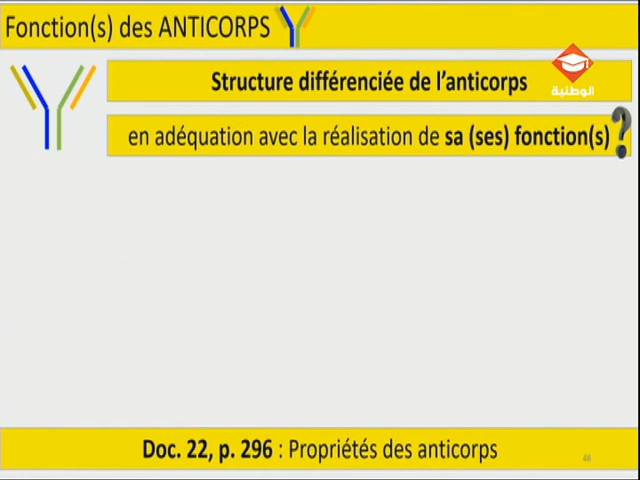 Fonction(s) des ANTICORPS
Structure différenciée de l'anticorps
الوطنية
en adéquation avec la réalisation de sa (ses) fonction(s) ?
Doc. 22, p. 296 : Propriétés des anticorps
48